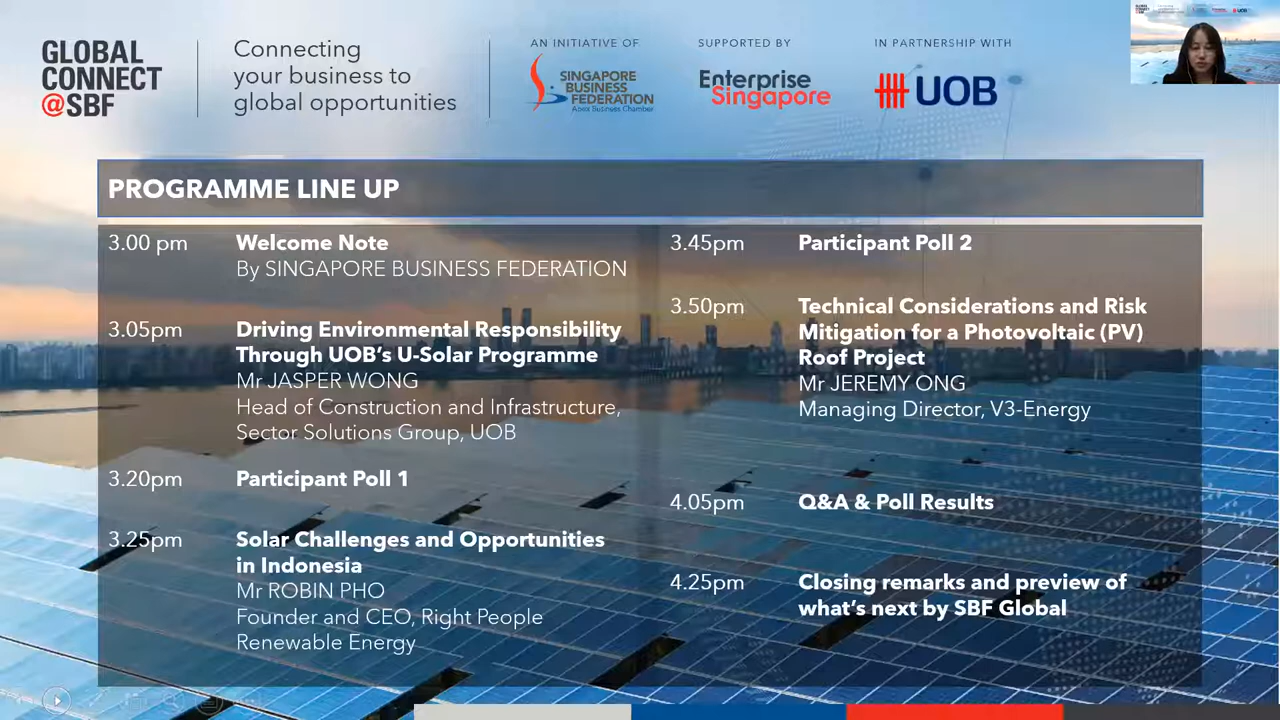 GLOBAL
CONNECT
@SBF
Connecting
your business to
global opportunities
AN INITIATIVE OF
SINGAPORE
BUSINESS
FEDERATION
Apex Business Chamber
SUPPORTED BY
Enterprise
Singapore
IN PARTNERSHIP WITH
UOB
PROGRAMME LINE UP
3.00 pm Welcome Note
By SINGAPORE BUSINESS FEDERATION
3.05pm Driving Environmental Responsibility
Through UOB's U-Solar Programme
Mr JASPER WONG
Head of Construction and Infrastructure,
Sector Solutions Group, UOB
3.20pm Participant Poll 1
3.25pm Solar Challenges and Opportunities
in Indonesia
Mr ROBIN PHO
Founder and CEO, Right People
Renewable Energy
3.45pm Participant Poll 2
3.50pm Technical Considerations and Risk
Mitigation for a Photovoltaic (PV)
Roof Project
Mr JEREMY ONG
Managing Director, V3-Energy
4.05pm Q&A & Poll Results
4.25pm Closing remarks and preview of
what's next by SBF Global